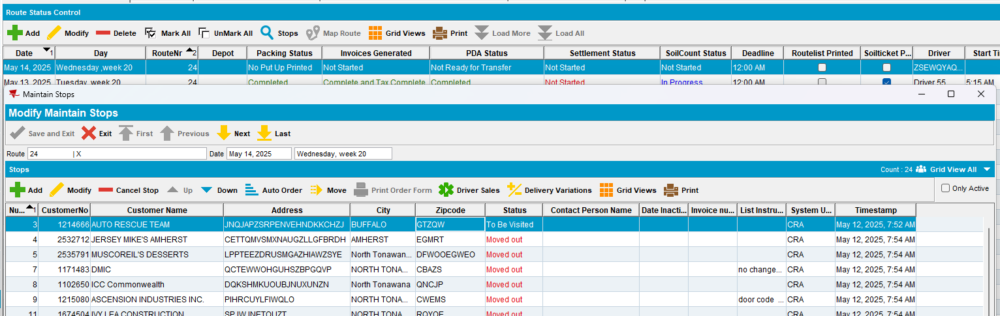 Route Status Control
Add Modify Delete Mark All UnMark All Stops Map Route Grid Views Print Load More Load All
Date 1 Day RouteNr 2 Depot Packing Status Invoices Generated PDA Status Settlement Status SoilCount Status Deadline Routelist Printed Soilticket P... Driver Start Ti
May 14, 2025 Wednesday ,week 20 24 No Put Up Printed Not Started Not Ready for Transfer Not Started Not Started 12:00 AM ZSEWQYAQ...
May 13, 2025 Tuesday, week 20 24 Completed Complete and Tax Complete Completed Not Started In Progress 12:00 AM Driver 55 5:15 AM
Maintain Stops
Modify Maintain Stops
Save and Exit Exit First Previous Next Last
Route 24 | X Date May 14, 2025 Wednesday, week 20
Stops Count : 24 Grid View All
Add Modify Cancel Stop Up Down Auto Order Move Print Order Form Driver Sales Delivery Variations Grid Views Print Only Active
Nu... 1 CustomerNo Customer Name Address City Zipcode Status Contact Person Name Date Inacti... Invoice nu... List Instru... System U... Timestamp
3 1214666 AUTO RESCUE TEAM JNQJAPZSRPENVEHNDKKCHZJ BUFFALO GTZQW To Be Visited CRA May 12, 2025, 7:52 AM
4 2532712 JERSEY MIKE'S AMHERST CETTQMVSMXNAUGZLLGFBRDH AMHERST EGMRT Moved out CRA May 12, 2025, 7:54 AM
5 2535791 MUSCOREIL'S DESSERTS LPPTEEZDRUSMGAZHIAWZSYE North Tonawan... DFWOOEGWEO Moved out CRA May 12, 2025, 7:54 AM
7 1171483 DMIC QCTEWWOHGUHSZBPGQVP NORTH TONA... CBAZS Moved out no change... CRA May 12, 2025, 7:54 AM
8 1102650 ICC Commonwealth DQKSHMKUOUBJNUXUNZN North Tonawana QNCJP Moved out CRA May 12, 2025, 7:54 AM
9 1215080 ASCENSION INDUSTRIES INC. PIHRCUYLFIWQLO NORTH TONA... CWEMS Moved out door code ... CRA May 12, 2025, 7:54 AM
11 1674504 IVY LEA CONSTRUCTION NORTH TONA... Moved out CRA May 12, 2025, 7:54 AM